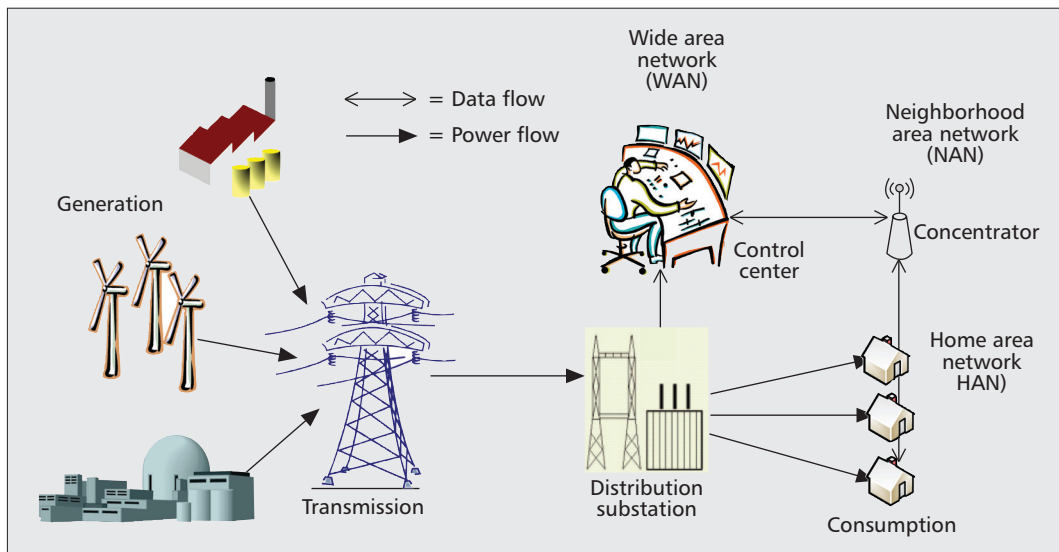 Wide area
network
(WAN)
= Data flow
= Power flow
Neighborhood
area network
(NAN)
Generation
Concentrator
Control
center
Home area
network
HAN)
Transmission
Distribution
substation
Consumption